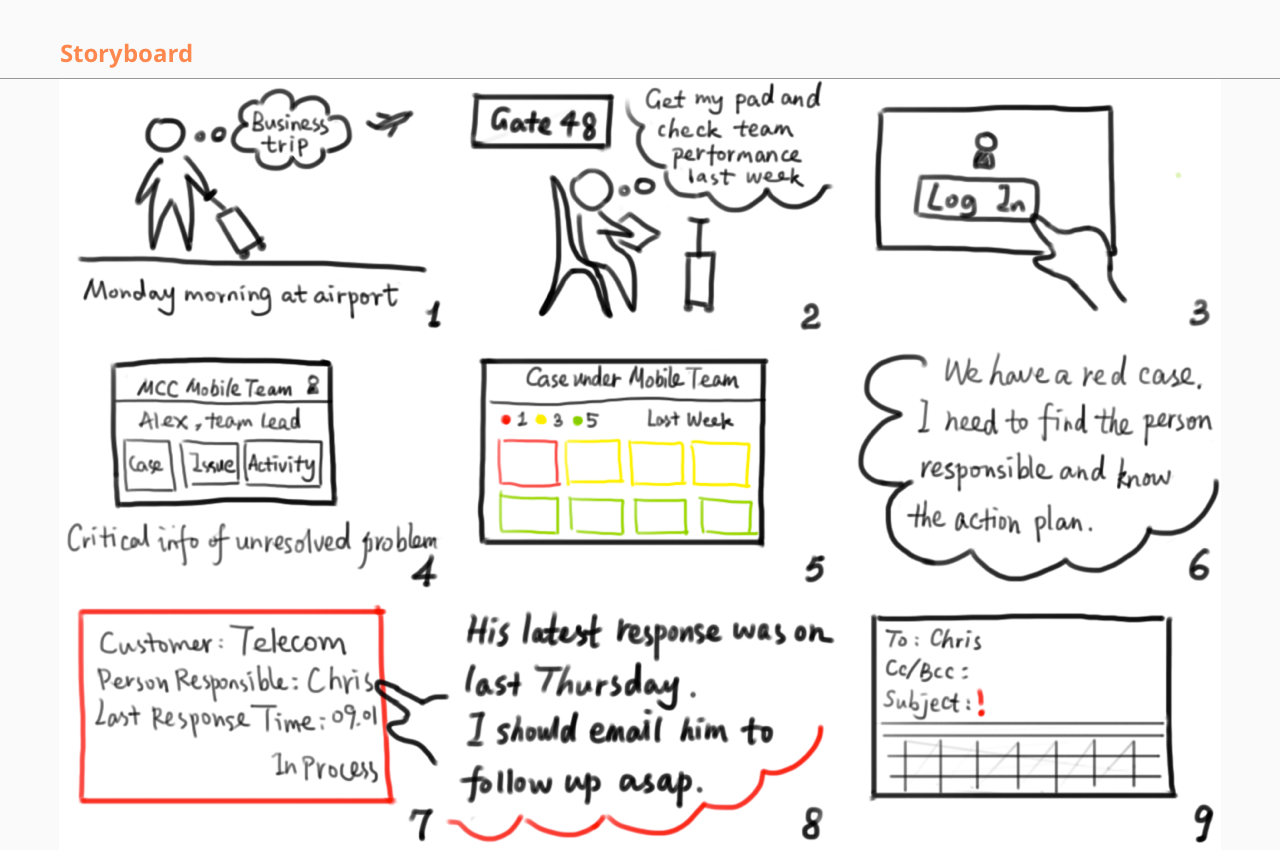 Storyboard
Business
trip
Monday morning at airport
1
Gate 48
Get my pad and
check team
performance
last week
2
Log In
3
MCC Mobile Team
Alex, team lead
Case
Issue
Activity
Critical info of unresolved problem
4
Case under Mobile Team
1 3 5 Last Week
5
We have a red case.
I need to find the person
responsible and know
the action plan.
6
Customer: Telecom
Person Responsible: Chris
Last Response Time: 09.01
In Process
7
His latest response was on
last Thursday.
I should email him to
follow up asap.
8
To: Chris
Cc/Bcc:
Subject: !
9